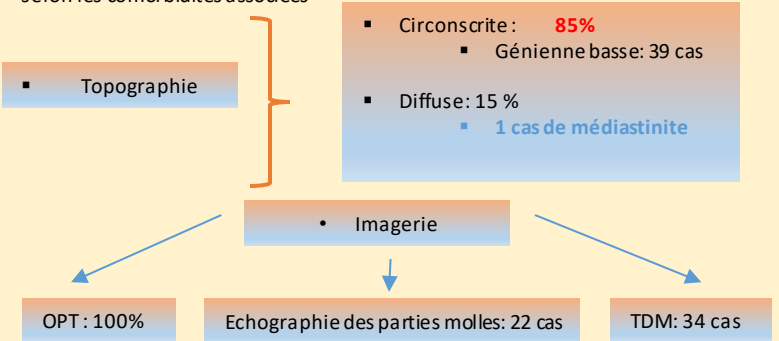 selon les comorbidités associées
▪ Circonscrite : 85%
▪ Génienne basse: 39 cas
▪ Topographie
▪ Diffuse: 15 %
▪ 1 cas de médiastinite
• Imagerie
OPT : 100%
Echographie des parties molles: 22 cas
TDM: 34 cas